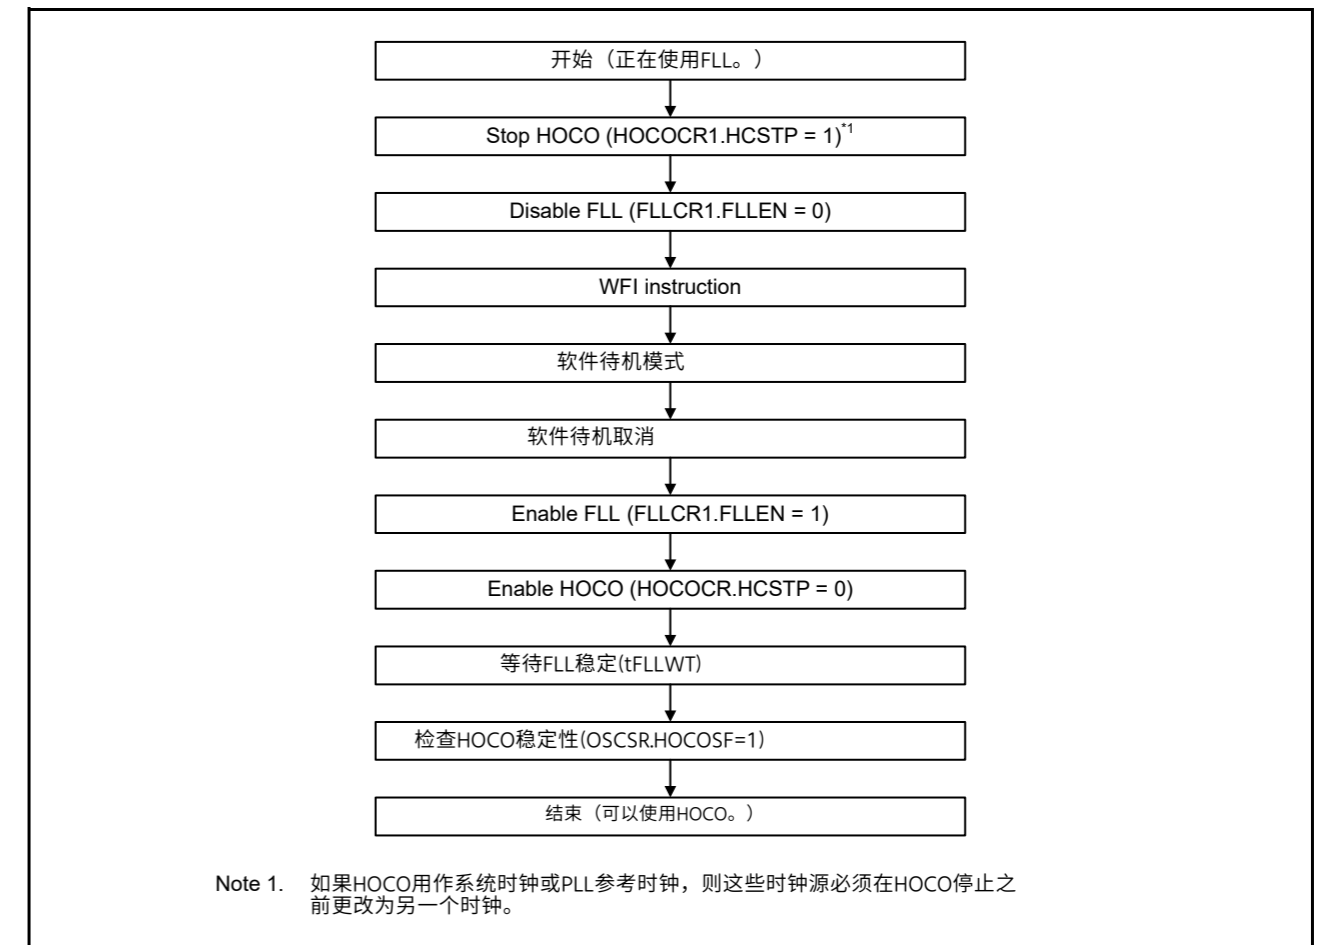 开始（正在使用FLL。）
Stop HOCO (HOCOCR1.HCSTP = 1)*1
Disable FLL (FLLCR1.FLLEN = 0)
WFI instruction
软件待机模式
软件待机取消
Enable FLL (FLLCR1.FLLEN = 1)
Enable HOCO (HOCOCR.HCSTP = 0)
等待FLL稳定(tFLLWT)
检查HOCO稳定性(OSCSR.HOCOSF=1)
结束（可以使用HOCO。）
Note 1. 如果HOCO用作系统时钟或PLL参考时钟，则这些时钟源必须在HOCO停止之
前更改为另一个时钟。